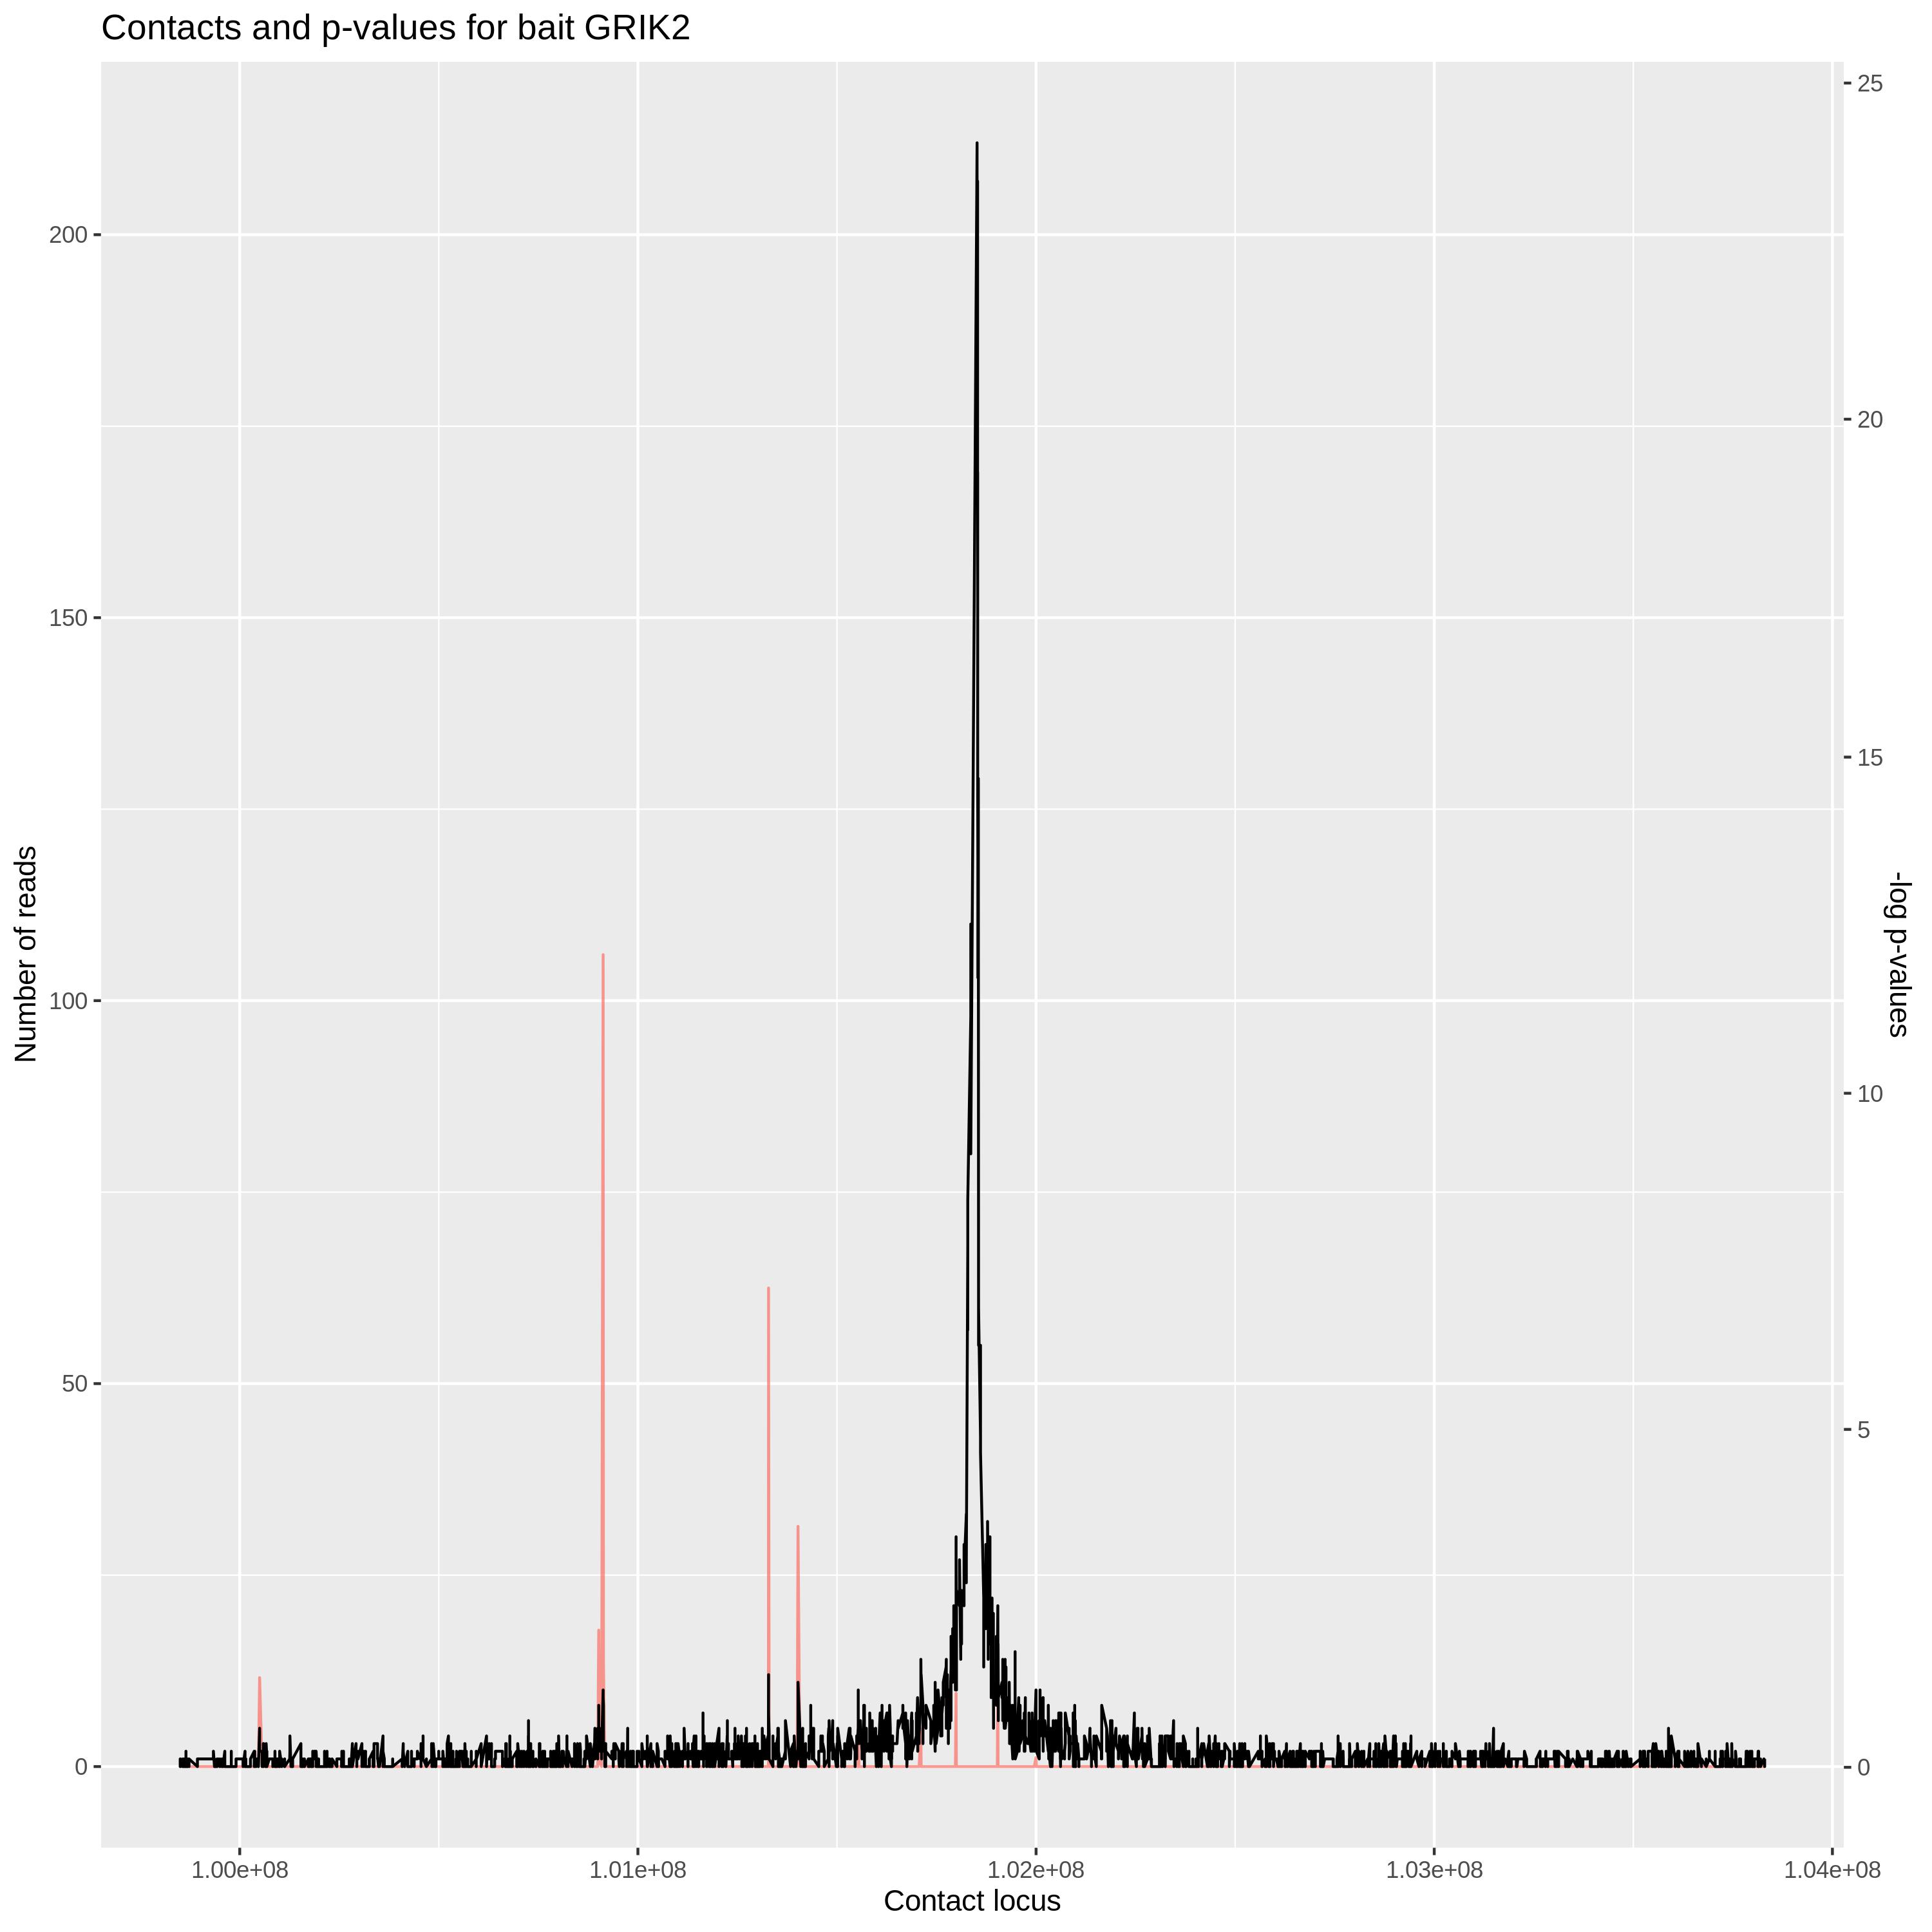 Contacts and p-values for bait GRIK2
Number of reads
200
150
100
50
0
25
20
15
10
5
0
-log p-values
1.00e+08
1.01e+08
1.02e+08
1.03e+08
1.04e+08
Contact locus